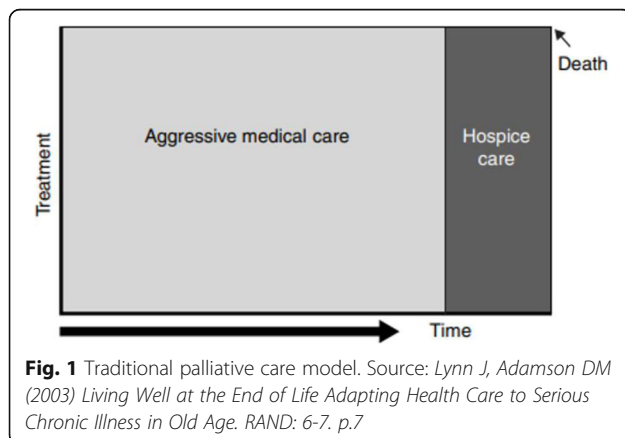 Death
Aggressive medical care
Hospice
care
Treatment
Time
Fig. 1 Traditional palliative care model. Source: Lynn J, Adamson DM
(2003) Living Well at the End of Life Adapting Health Care to Serious
Chronic Illness in Old Age. RAND: 6-7. p.7